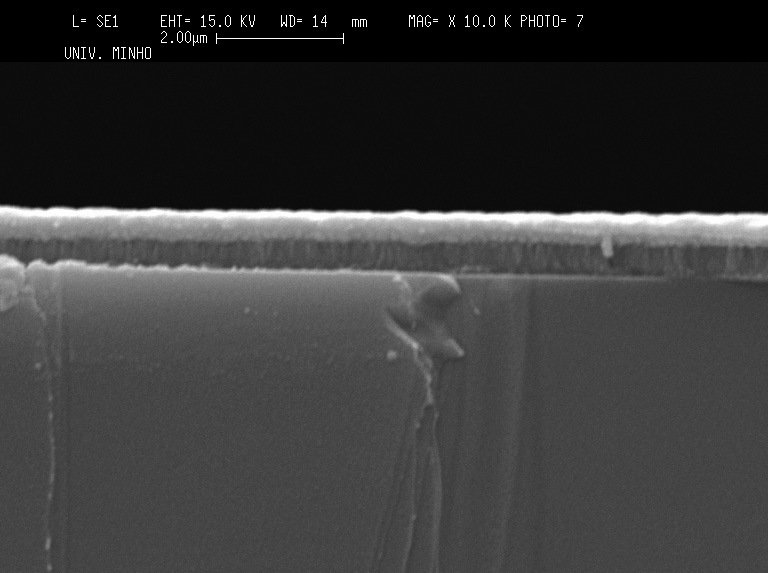 L= SE1 EHT= 15.0 KV WD= 14 mm MAG= X 10.0 K PHOTO= 7
2.00µm
UNIV. MINHO